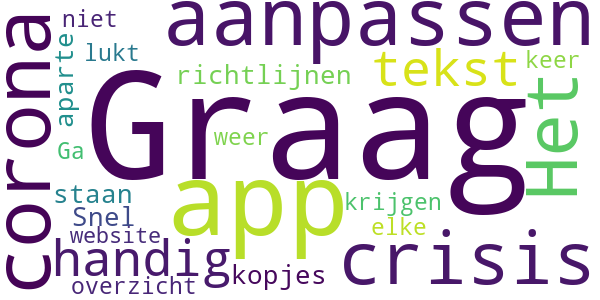 niet
aanpassen
lukt
corona
aparte
richtlijnen
tekst
keer
Graag
Het
weer
Ga
app
staan
krijgen
Snel
elke
website
crisis
handig
kopjes
overzicht